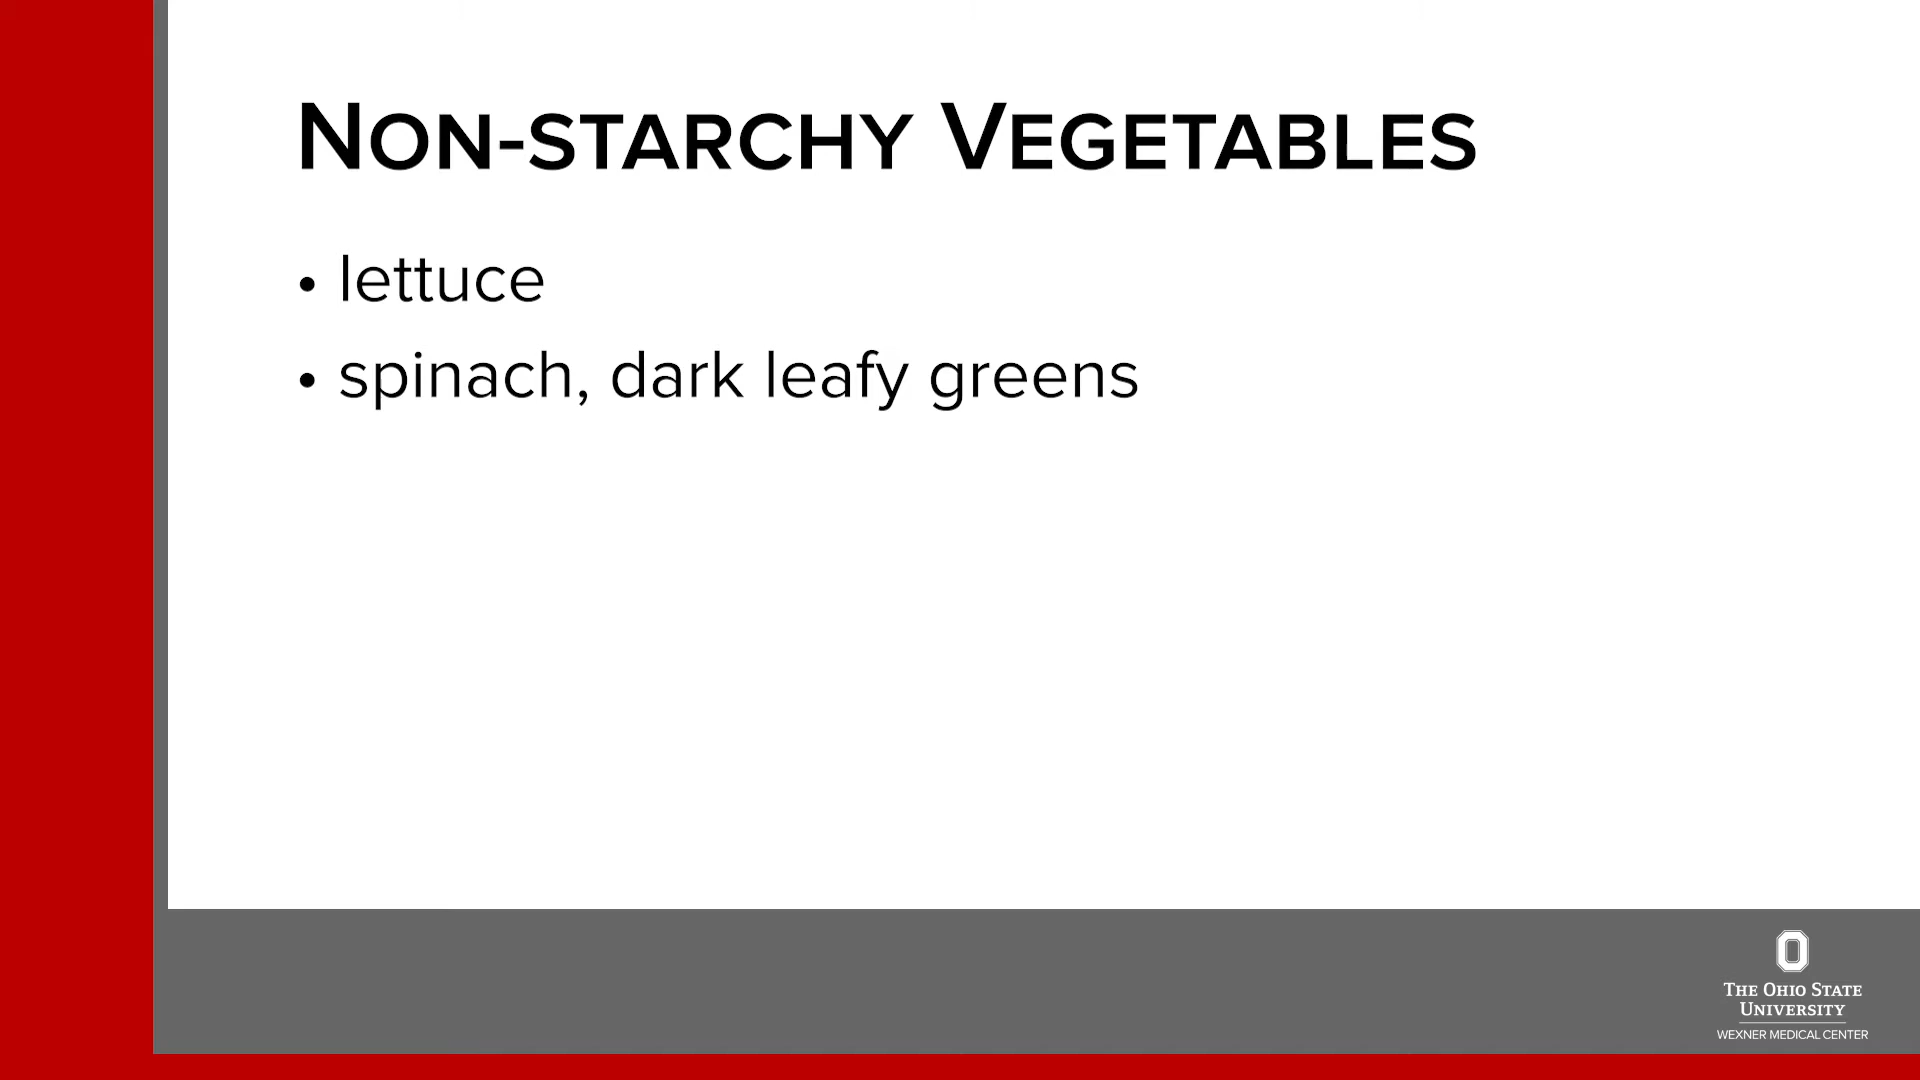 NON-STARCHY VEGETABLES
• lettuce
• spinach, dark leafy greens
O
THE OHIO STATE
UNIVERSITY
WEXNER MEDICAL CENTER